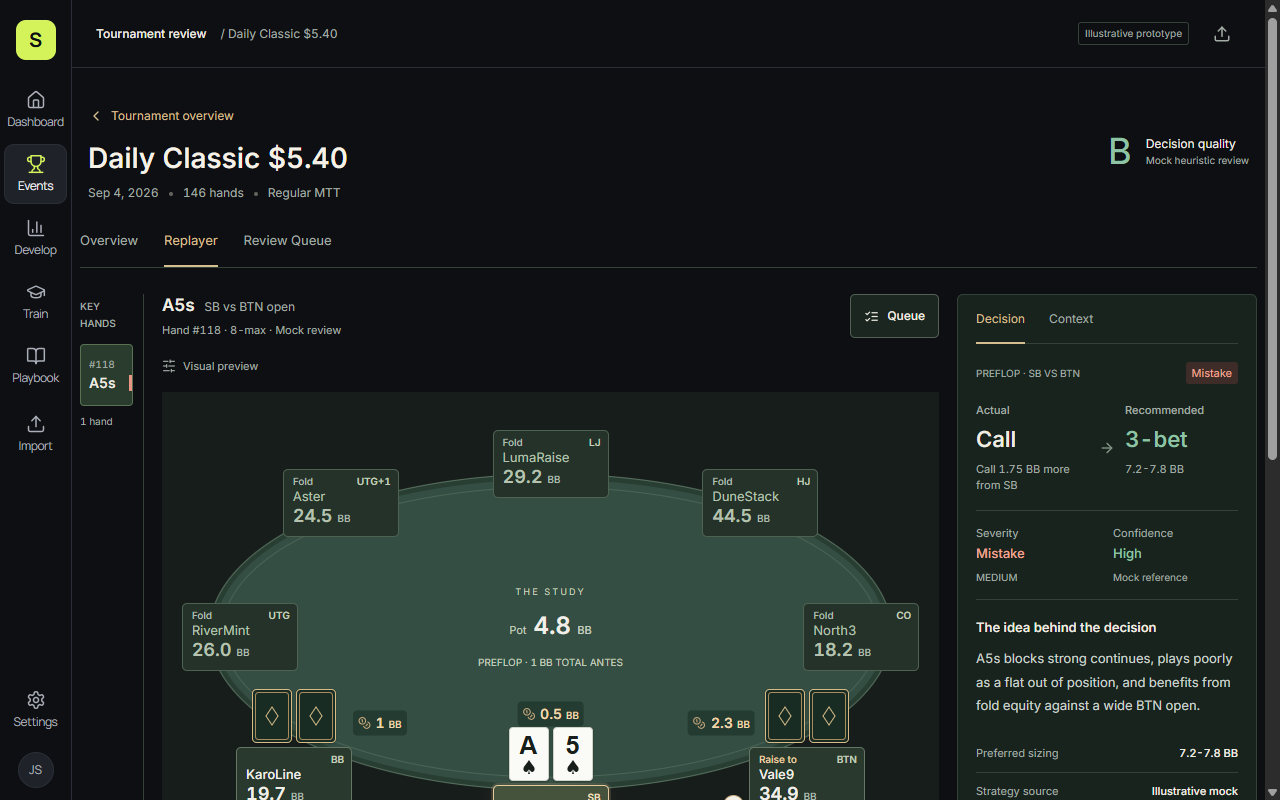 S
Dashboard
Events
Develop
Train
Playbook
Import
Settings
JS
Tournament review / Daily Classic $5.40
Illustrative prototype
Tournament overview
Daily Classic $5.40
Sep 4, 2026 • 146 hands • Regular MTT
B
Decision quality
Mock heuristic review
Overview Replayer Review Queue
KEY
HANDS
#118
A5s
1 hand
A5s SB vs BTN open
Hand #118 · 8-max · Mock review
Queue
Visual preview
Fold LJ
LumaRaise
29.2 BB
Fold UTG+1
Aster
24.5 BB
Fold HJ
DuneStack
44.5 BB
Fold UTG
RiverMint
26.0 BB
Fold CO
North3
18.2 BB
THE STUDY
Pot 4.8 BB
PREFLOP · 1 BB TOTAL ANTES
1 BB
0.5 BB
2.3 BB
A
5
BB
KaroLine
19.7 BB
SB
Raise to BTN
Vale9
34.9 BB
Decision Context
PREFLOP · SB VS BTN
Mistake
Actual
Call
Call 1.75 BB more
from SB
Recommended
3-bet
7.2-7.8 BB
Severity
Mistake
MEDIUM
Confidence
High
Mock reference
The idea behind the decision
A5s blocks strong continues, plays poorly
as a flat out of position, and benefits from
fold equity against a wide BTN open.
Preferred sizing 7.2-7.8 BB
Strategy source Illustrative mock